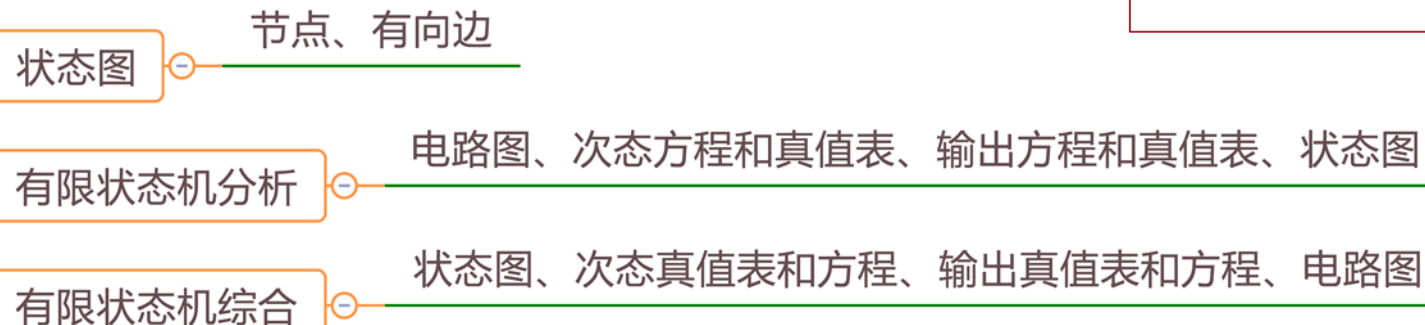 节点、有向边
状态图
电路图、次态方程和真值表、输出方程和真值表、状态图
有限状态机分析
状态图、次态真值表和方程、输出真值表和方程、电路图
有限状态机综合